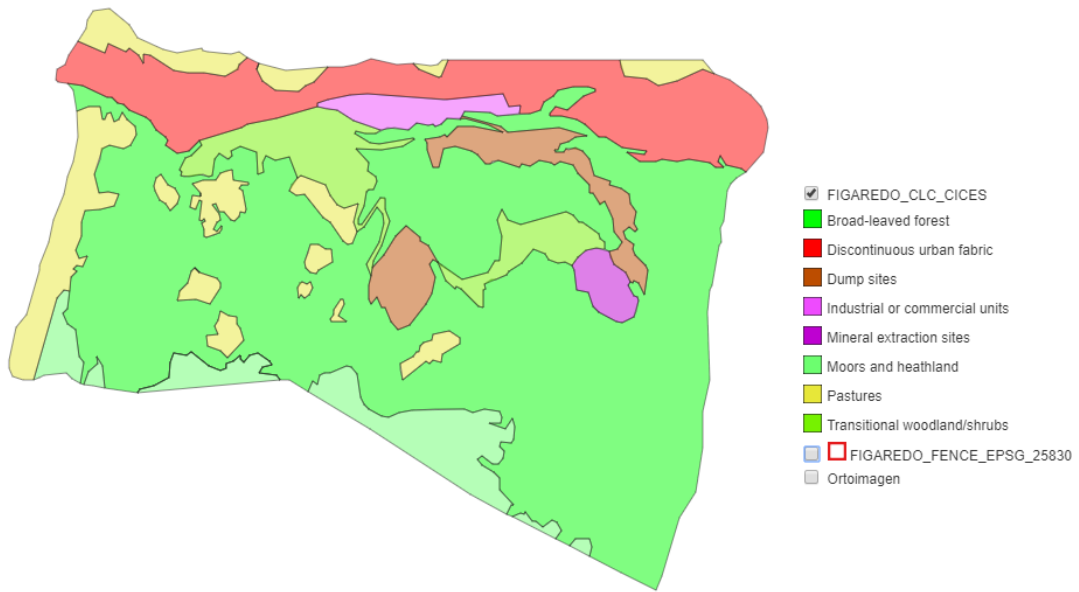 FIGAREDO_CLC_CICES
Broad-leaved forest
Discontinuous urban fabric
Dump sites
Industrial or commercial units
Mineral extraction sites
Moors and heathland
Pastures
Transitional woodland/shrubs
FIGAREDO_FENCE_EPSG_25830
Ortoimagen